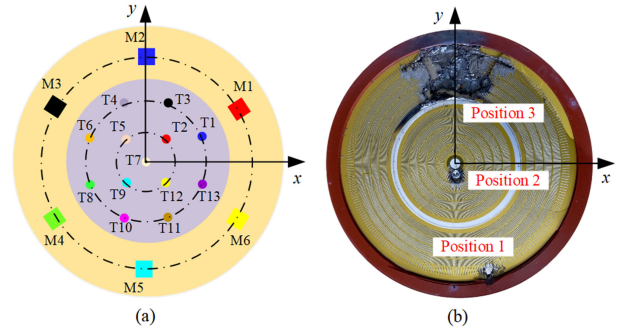 y
M2
M3
M1
T4
T3
T6
T5
T2
T1
T7
x
T8
T9
T12
T13
T10
T11
M4
M6
M5
(a)
y
Position 3
x
Position 2
Position 1
(b)